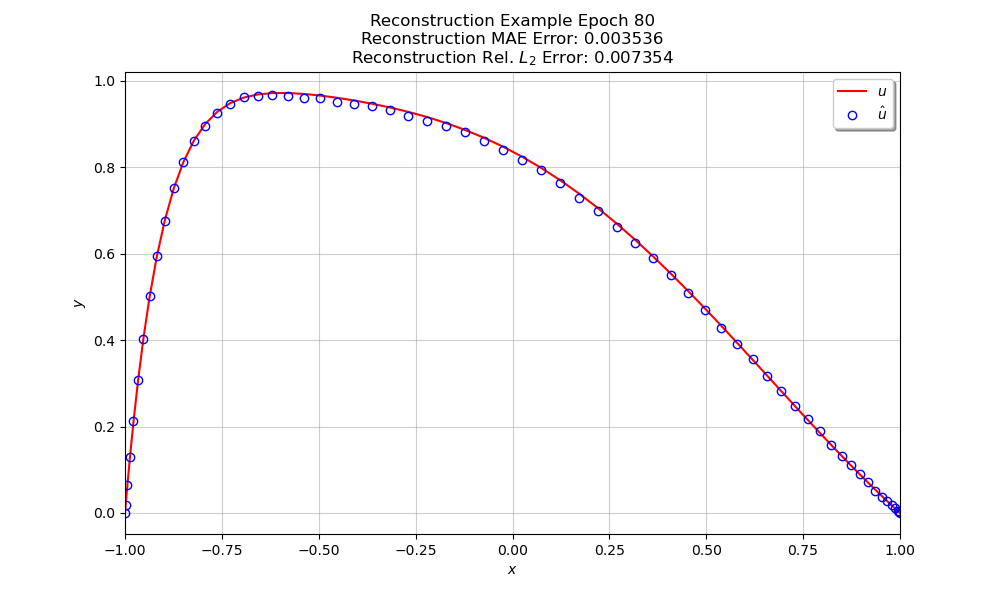 Reconstruction Example Epoch 80
Reconstruction MAE Error: 0.003536
Reconstruction Rel. $L_2$ Error: 0.007354
1.0
0.8
0.6
0.4
0.2
0.0
y
−1.00 −0.75 −0.50 −0.25 0.00 0.25 0.50 0.75 1.00
x
u
û